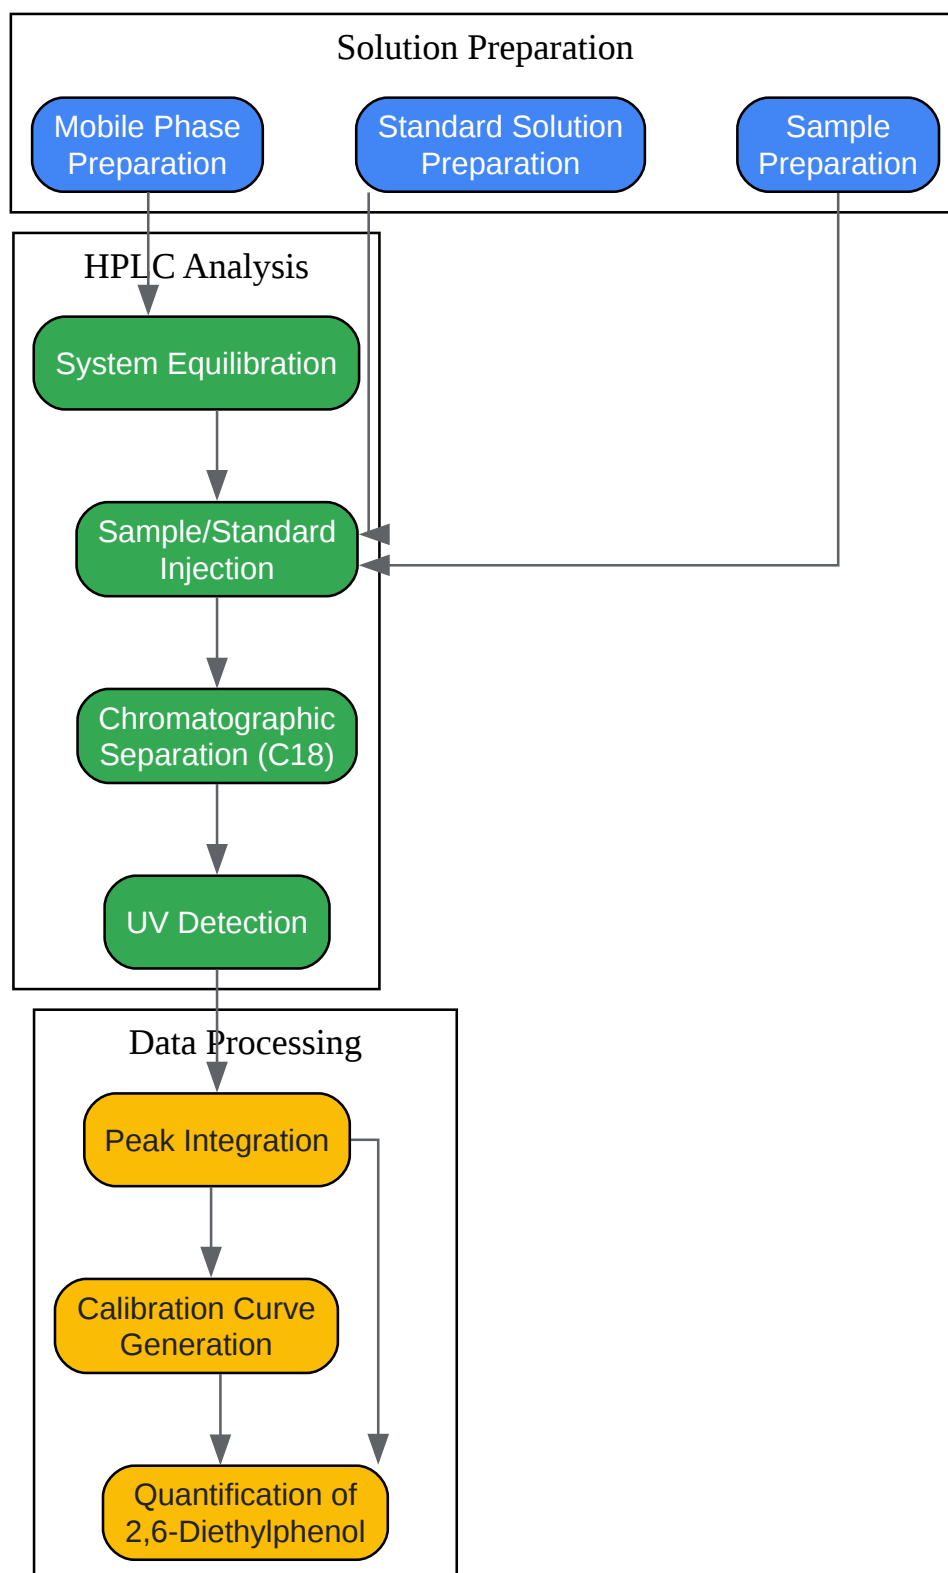 Solution Preparation
Mobile Phase
Preparation
Standard Solution
Preparation
Sample
Preparation
HPLC Analysis
System Equilibration
Sample/Standard
Injection
Chromatographic
Separation (C18)
UV Detection
Data Processing
Peak Integration
Calibration Curve
Generation
Quantification of
2,6-Diethylphenol